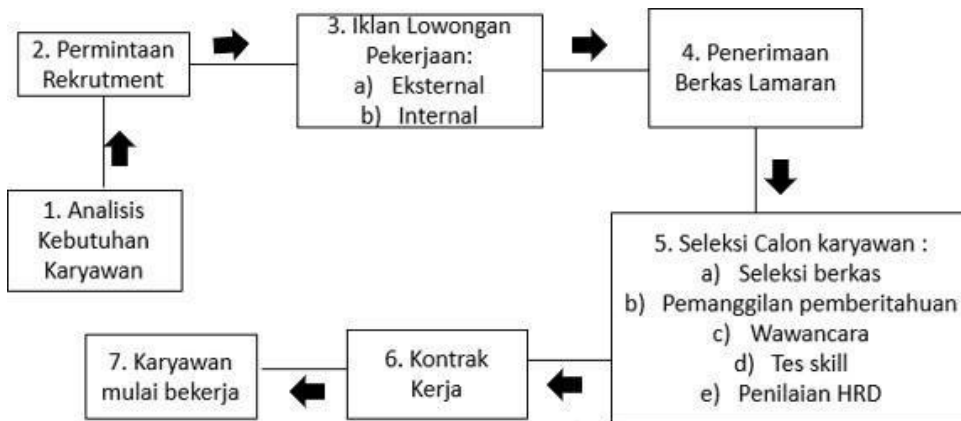 1. Analisis
Kebutuhan
Karyawan
2. Permintaan
Rekrutment
3. Iklan Lowongan
Pekerjaan:
a) Eksternal
b) Internal
4. Penerimaan
Berkas Lamaran
5. Seleksi Calon karyawan :
a) Seleksi berkas
b) Pemanggilan pemberitahuan
c) Wawancara
d) Tes skill
e) Penilaian HRD
6. Kontrak
Kerja
7. Karyawan
mulai bekerja